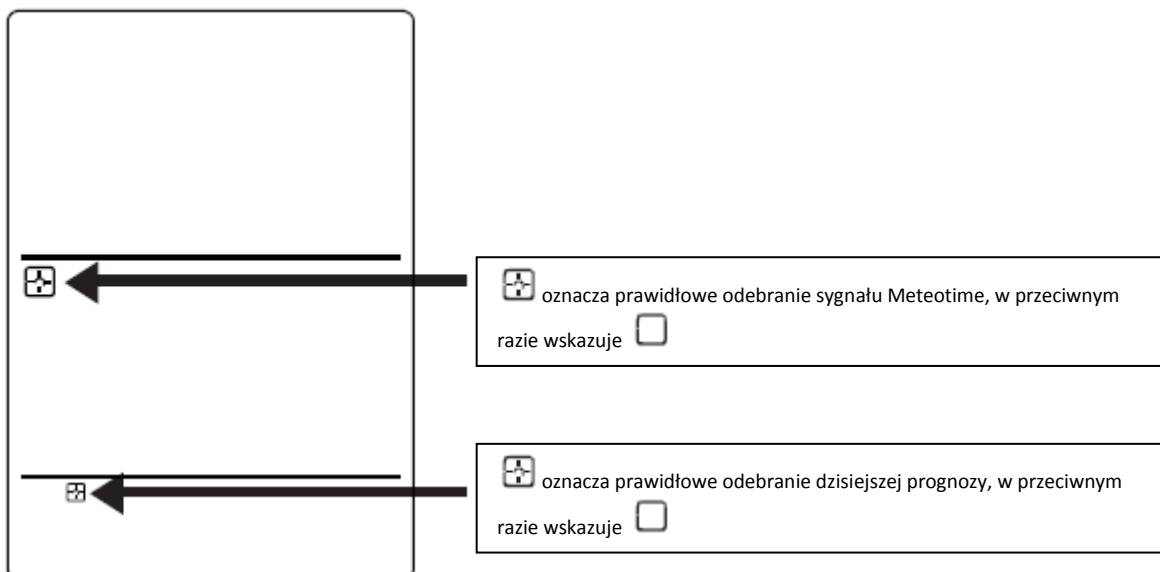 oznacza prawidłowe odebranie sygnału Meteotime, w przeciwnym
razie wskazuje
oznacza prawidłowe odebranie dzisiejszej prognozy, w przeciwnym
razie wskazuje